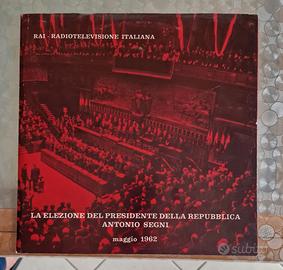 RAI - RADIOTELEVISIONE ITALIANA
LA ELEZIONE DEL PRESIDENTE DELLA REPUBBLICA
ANTONIO SEGNI
maggio 1962
subito